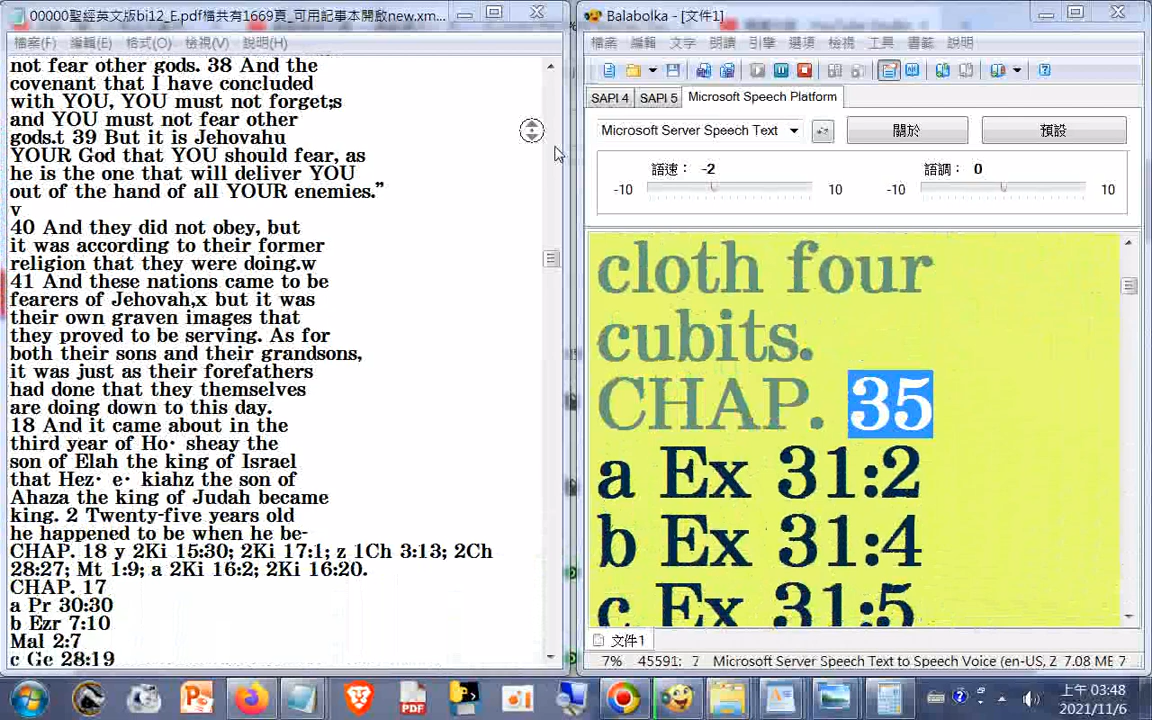 00000聖經英文版bi12_E.pdf檔共有1669頁_可用記事本開啟new.xm...
檔案(F) 編輯(E) 格式(O) 檢視(V) 說明(H)
not fear other gods. 38 And the
covenant that I have concluded
with YOU, YOU must not forget;s
and YOU must not fear other
gods.t 39 But it is Jehovahu
YOUR God that YOU should fear, as
he is the one that will deliver YOU
out of the hand of all YOUR enemies.”
v
40 And they did not obey, but
it was according to their former
religion that they were doing.w
41 And these nations came to be
fearers of Jehovah,x but it was
their own graven images that
they proved to be serving. As for
both their sons and their grandsons,
it was just as their forefathers
had done that they themselves
are doing down to this day.
18 And it came about in the
third year of Ho· sheay the
son of Elah the king of Israel
that Hez· e· kiahz the son of
Ahaza the king of Judah became
king. 2 Twenty-five years old
he happened to be when he be-
CHAP. 18 y 2Ki 15:30; 2Ki 17:1; z 1Ch 3:13; 2Ch
28:27; Mt 1:9; a 2Ki 16:2; 2Ki 16:20.
CHAP. 17
a Pr 30:30
b Ezr 7:10
Mal 2:7
c Ge 28:19
Balabolka - [文件1]
檔案 編輯 文字 朗讀 引擎 選項 檢視 工具 書籤 說明
SAPI 4 SAPI 5 Microsoft Speech Platform
Microsoft Server Speech Text 關於 預設
語速: -2 語調: 0
-10 10 -10 10
cloth four
cubits.
CHAP. 35
a Ex 31:2
b Ex 31:4
c Ex 31:5
文件1
7% 45591: 7 Microsoft Server Speech Text to Speech Voice (en-US, Z 7.08 ME 7
PDF
上午 03:48
2021/11/6